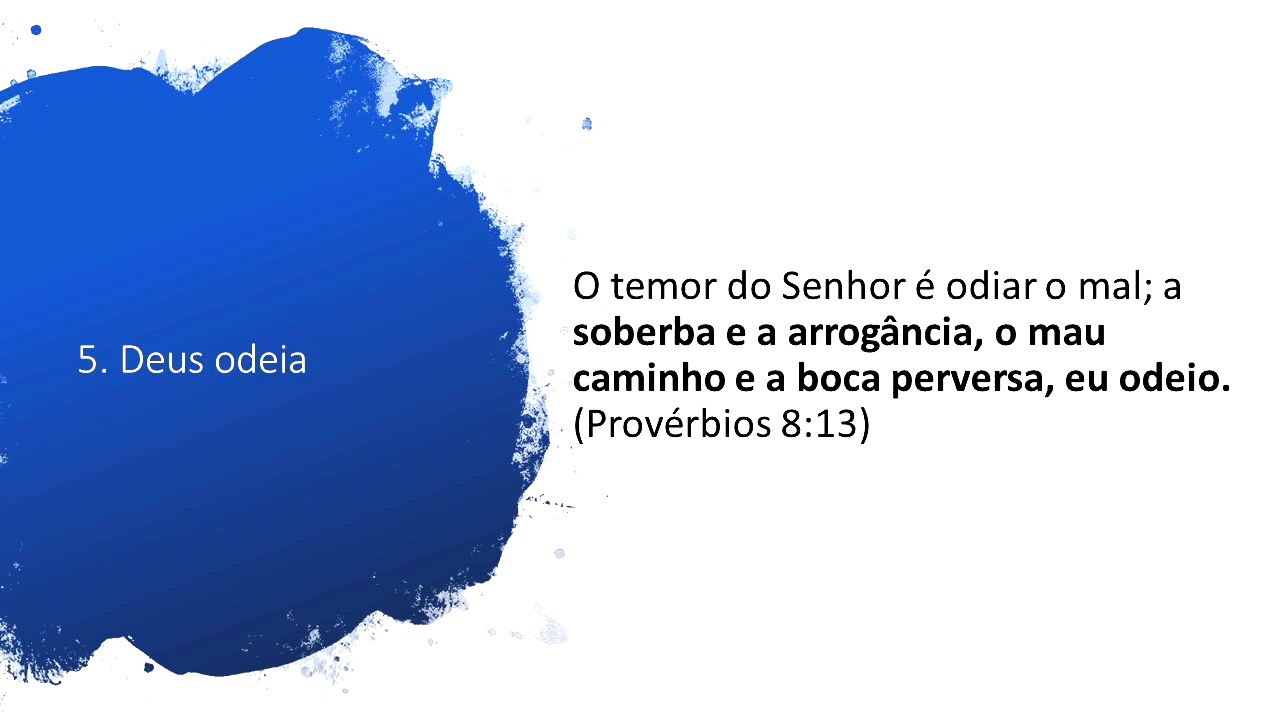 5. Deus odeia
O temor do Senhor é odiar o mal; a
soberba e a arrogância, o mau
caminho e a boca perversa, eu odeio.
(Provérbios 8:13)